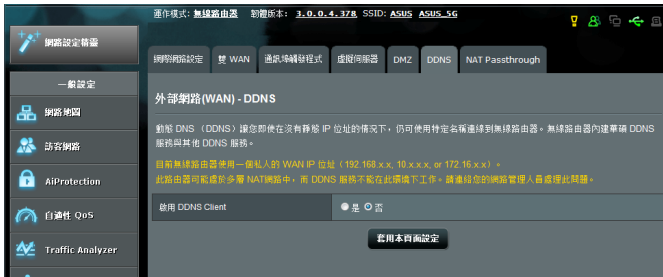 運作模式: 無線路由器 韌體版本: 3.0.0.4.378 SSID: ASUS ASUS_5G
網路設定精靈
網際網路設定 雙 WAN 通訊埠觸發程式 虛擬伺服器 DMZ DDNS NAT Passthrough
一般設定
外部網路(WAN) - DDNS
網路地圖
動態 DNS （DDNS）讓您即使在沒有靜態 IP 位址的情況下，仍可使用特定名稱連線到無線路由器。無線路由器內建華碩 DDNS
服務與其他 DDNS 服務。
訪客網路
目前無線路由器使用一個私人的 WAN IP 位址（192.168.x.x, 10.x.x.x, or 172.16.x.x）。
此路由器可能處於多層 NAT網路中，而 DDNS 服務不能在此環境下工作。請連絡您的網路管理人員處理此問題。
AiProtection
啟用 DDNS Client 是 否
自適性 QoS
套用本頁面設定
Traffic Analyzer